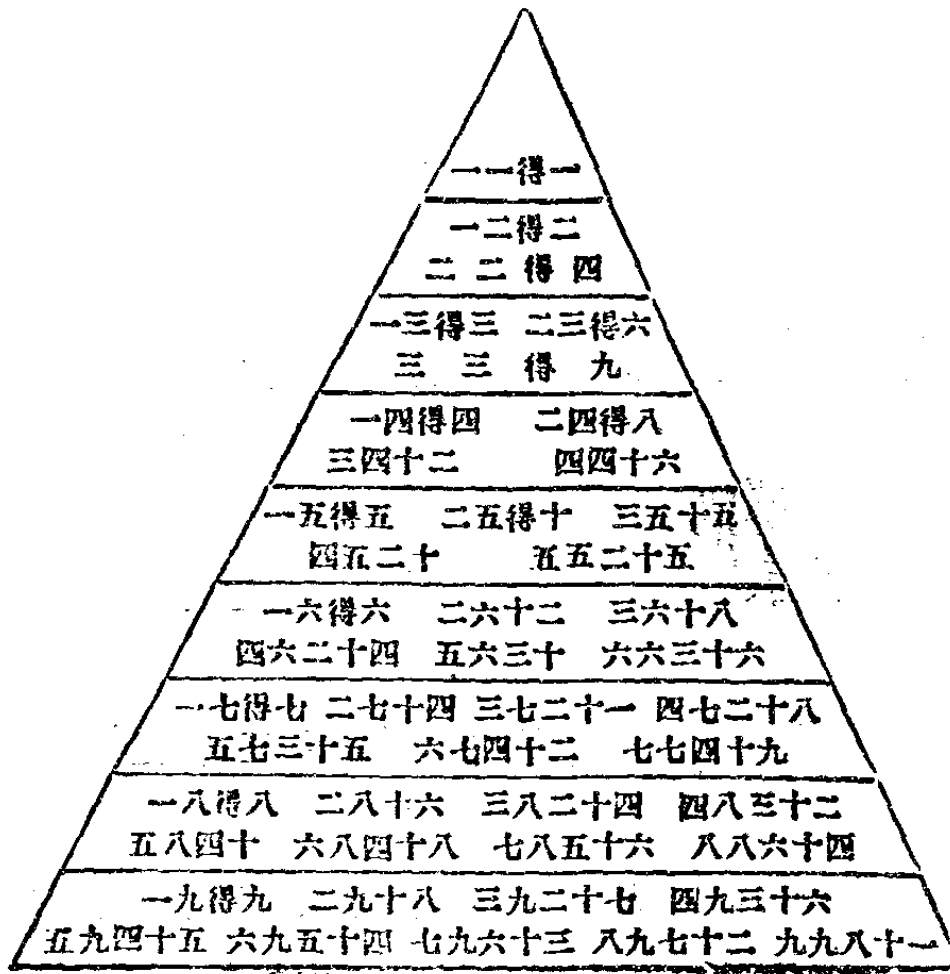 一一得一
一二得二
二二得四
一三得三 二三得六
三三得九
一四得四 二四得八
三四十二 四四十六
一五得五 二五得十 三五十五
四五二十 五五二十五
一六得六 二六十二 三六十八
四六二十四 五六三十 六六三十六
一七得七 二七十四 三七二十一 四七二十八
五七三十五 六七四十二 七七四十九
一八得八 二八十六 三八二十四 四八三十二
五八四十 六八四十八 七八五十六 八八六十四
一九得九 二九十八 三九二十七 四九三十六
五九四十五 六九五十四 七九六十三 八九七十二 九九八十一